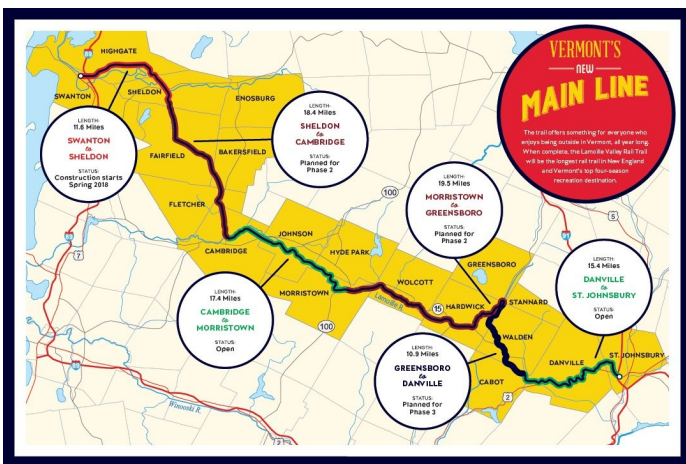 VERMONT'S
NEW
MAIN LINE
The trail offers something for everyone who
enjoys being outside in Vermont, all year long.
When complete, the Lamoille Valley Rail Trail
will be the longest rail trail in New England
and Vermont's top four-season
recreation destination.
HIGHGATE
SWANTON
SHELDON
ENOSBURG
LENGTH:
11.6 Miles
SWANTON
to
SHELDON
STATUS:
Construction starts
Spring 2018
LENGTH:
18.4 Miles
SHELDON
to
CAMBRIDGE
STATUS:
Planned for
Phase 2
FAIRFIELD
BAKERSFIELD
FLETCHER
100
LENGTH:
19.5 Miles
MORRISTOWN
to
GREENSBORO
STATUS:
Planned for
Phase 2
5
7
CAMBRIDGE
JOHNSON
HYDE PARK
MORRISTOWN
WOLCOTT
Lamoille R.
GREENSBORO
HARDWICK
STANNARD
15
100
LENGTH:
15.4 Miles
DANVILLE
to
ST. JOHNSBURY
STATUS:
Open
LENGTH:
17.4 Miles
CAMBRIDGE
to
MORRISTOWN
STATUS:
Open
WALDEN
DANVILLE
ST. JOHNSBURY
CABOT
2
LENGTH:
10.9 Miles
GREENSBORO
to
DANVILLE
STATUS:
Planned for
Phase 3
Winooski R.